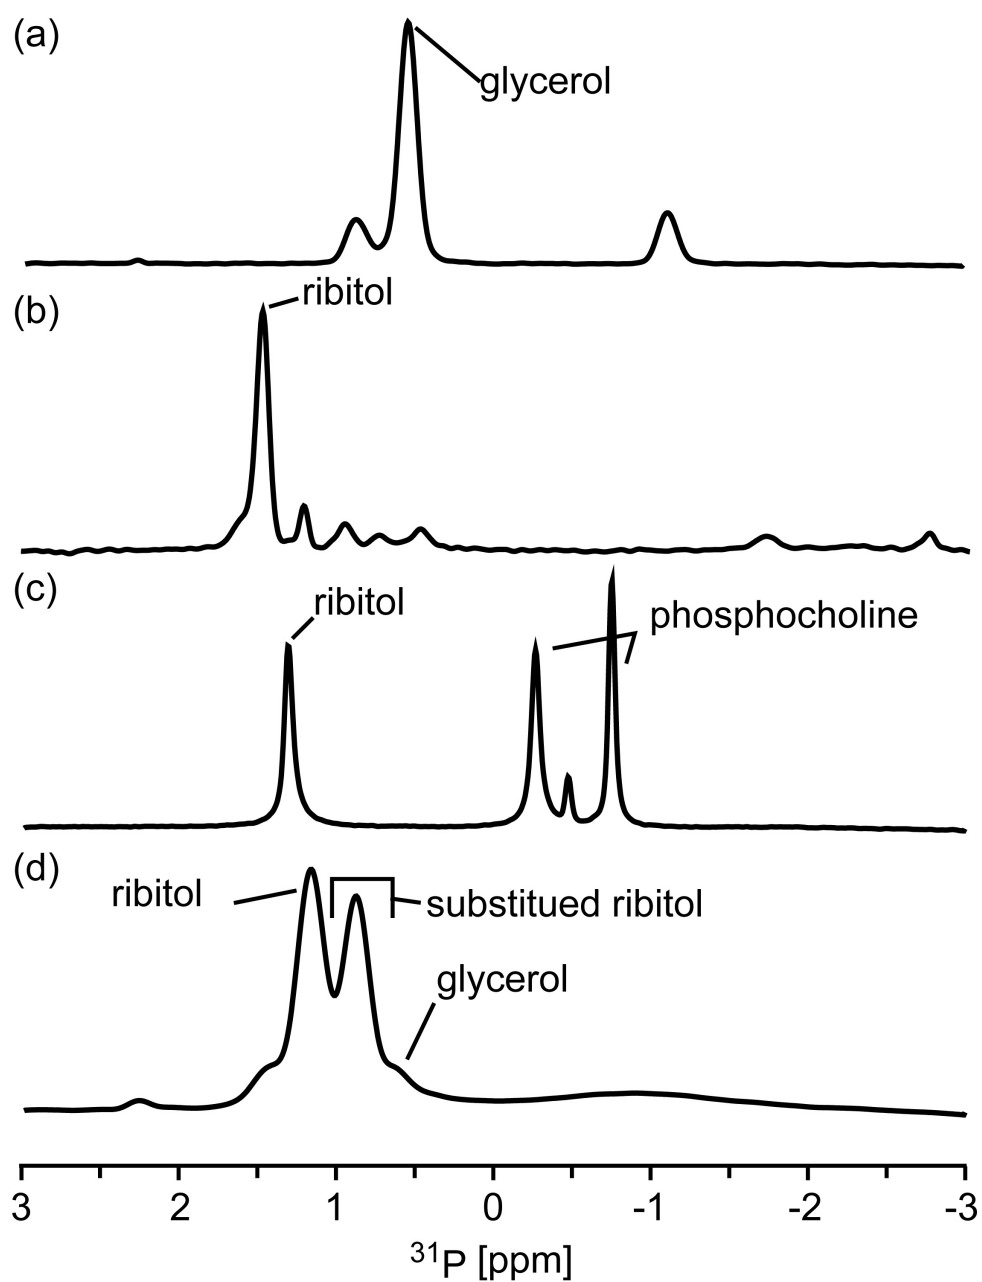 (a)
glycerol
(b)
ribitol
(c)
ribitol
phosphocholine
(d)
ribitol
substitued ribitol
glycerol
3 2 1 0 -1 -2 -3
³¹P [ppm]